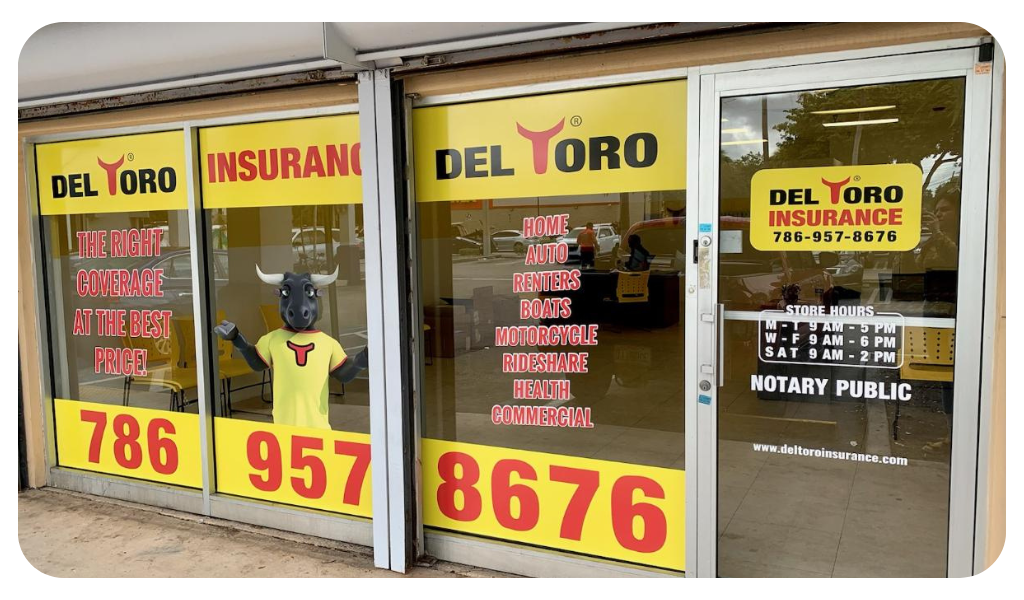 DEL TORO®
THE RIGHT
COVERAGE
AT THE BEST
PRICE!
786
INSURANC
957
DEL TORO®
HOME
AUTO
RENTERS
BOATS
MOTORCYCLE
RIDESHARE
HEALTH
COMMERCIAL
8676
DEL TORO®
INSURANCE
786-957-8676
STORE HOURS
M - T 9 AM - 5 PM
W - F 9 AM - 6 PM
SAT 9 AM - 2 PM
NOTARY PUBLIC
www.deltoroinsurance.com